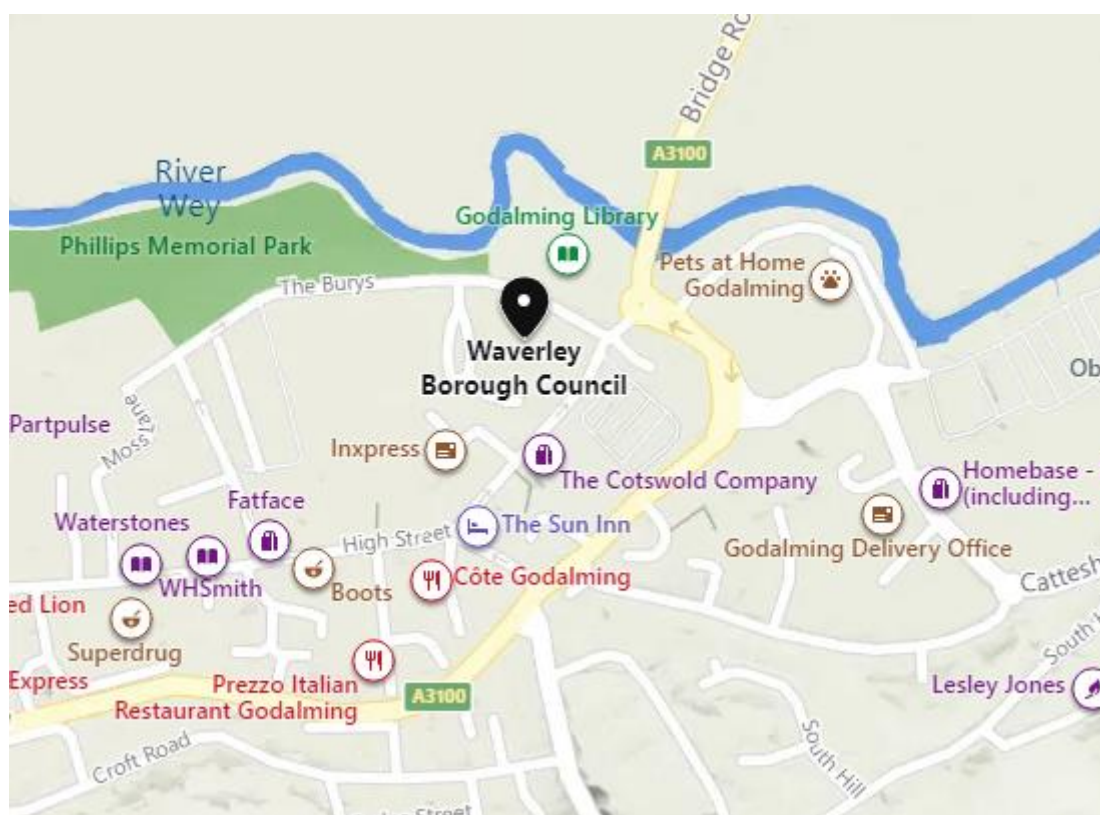 Bridge Ro
A3100
River
Wey
Godalming Library
Phillips Memorial Park
Pets at Home
Godalming
The Burys
Waverley
Borough Council
Ob
Moss Lane
Partpulse
Inxpress
The Cotswold Company
Homebase -
(including...
Fatface
Waterstones
High Street
The Sun Inn
Godalming Delivery Office
WHSmith
Boots
Côte Godalming
Cattesh
ed Lion
Superdrug
South H
Express
Prezzo Italian
Restaurant Godalming
A3100
Lesley Jones
Croft Road
South Hill
Street